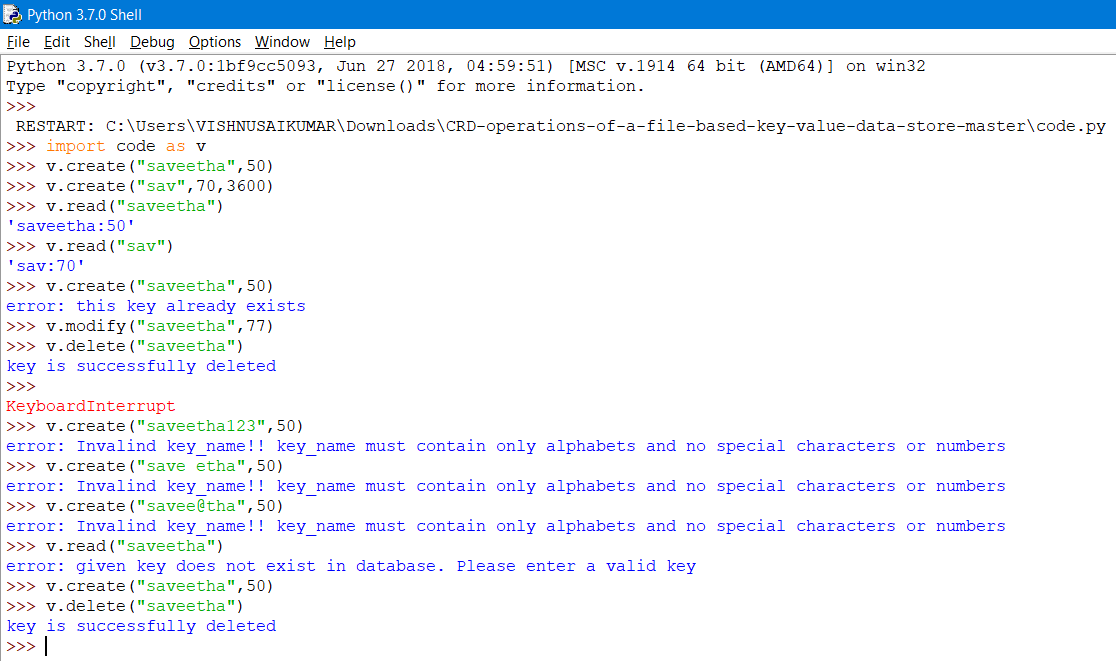 Python 3.7.0 Shell
File Edit Shell Debug Options Window Help
Python 3.7.0 (v3.7.0:1bf9cc5093, Jun 27 2018, 04:59:51) [MSC v.1914 64 bit (AMD64)] on win32
Type "copyright", "credits" or "license()" for more information.
>>>
 RESTART: C:\Users\VISHNUSAIKUMAR\Downloads\CRD-operations-of-a-file-based-key-value-data-store-master\code.py
>>> import code as v
>>> v.create("saveetha",50)
>>> v.create("sav",70,3600)
>>> v.read("saveetha")
'saveetha:50'
>>> v.read("sav")
'sav:70'
>>> v.create("saveetha",50)
error: this key already exists
>>> v.modify("saveetha",77)
>>> v.delete("saveetha")
key is successfully deleted
>>>
KeyboardInterrupt
>>> v.create("saveetha123",50)
error: Invalind key_name!! key_name must contain only alphabets and no special characters or numbers
>>> v.create("save etha",50)
error: Invalind key_name!! key_name must contain only alphabets and no special characters or numbers
>>> v.create("savee@tha",50)
error: Invalind key_name!! key_name must contain only alphabets and no special characters or numbers
>>> v.read("saveetha")
error: given key does not exist in database. Please enter a valid key
>>> v.create("saveetha",50)
>>> v.delete("saveetha")
key is successfully deleted
>>>